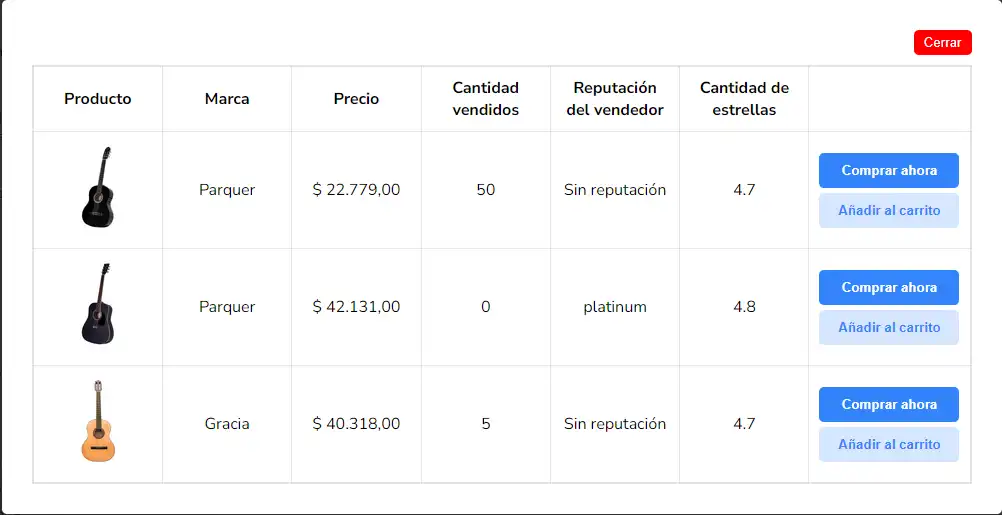 Cerrar
Producto
Marca
Precio
Cantidad
vendidos
Reputación
del vendedor
Cantidad de
estrellas
Parquer
$ 22.779,00
50
Sin reputación
4.7
Comprar ahora
Añadir al carrito
Parquer
$ 42.131,00
0
platinum
4.8
Comprar ahora
Añadir al carrito
Gracia
$ 40.318,00
5
Sin reputación
4.7
Comprar ahora
Añadir al carrito